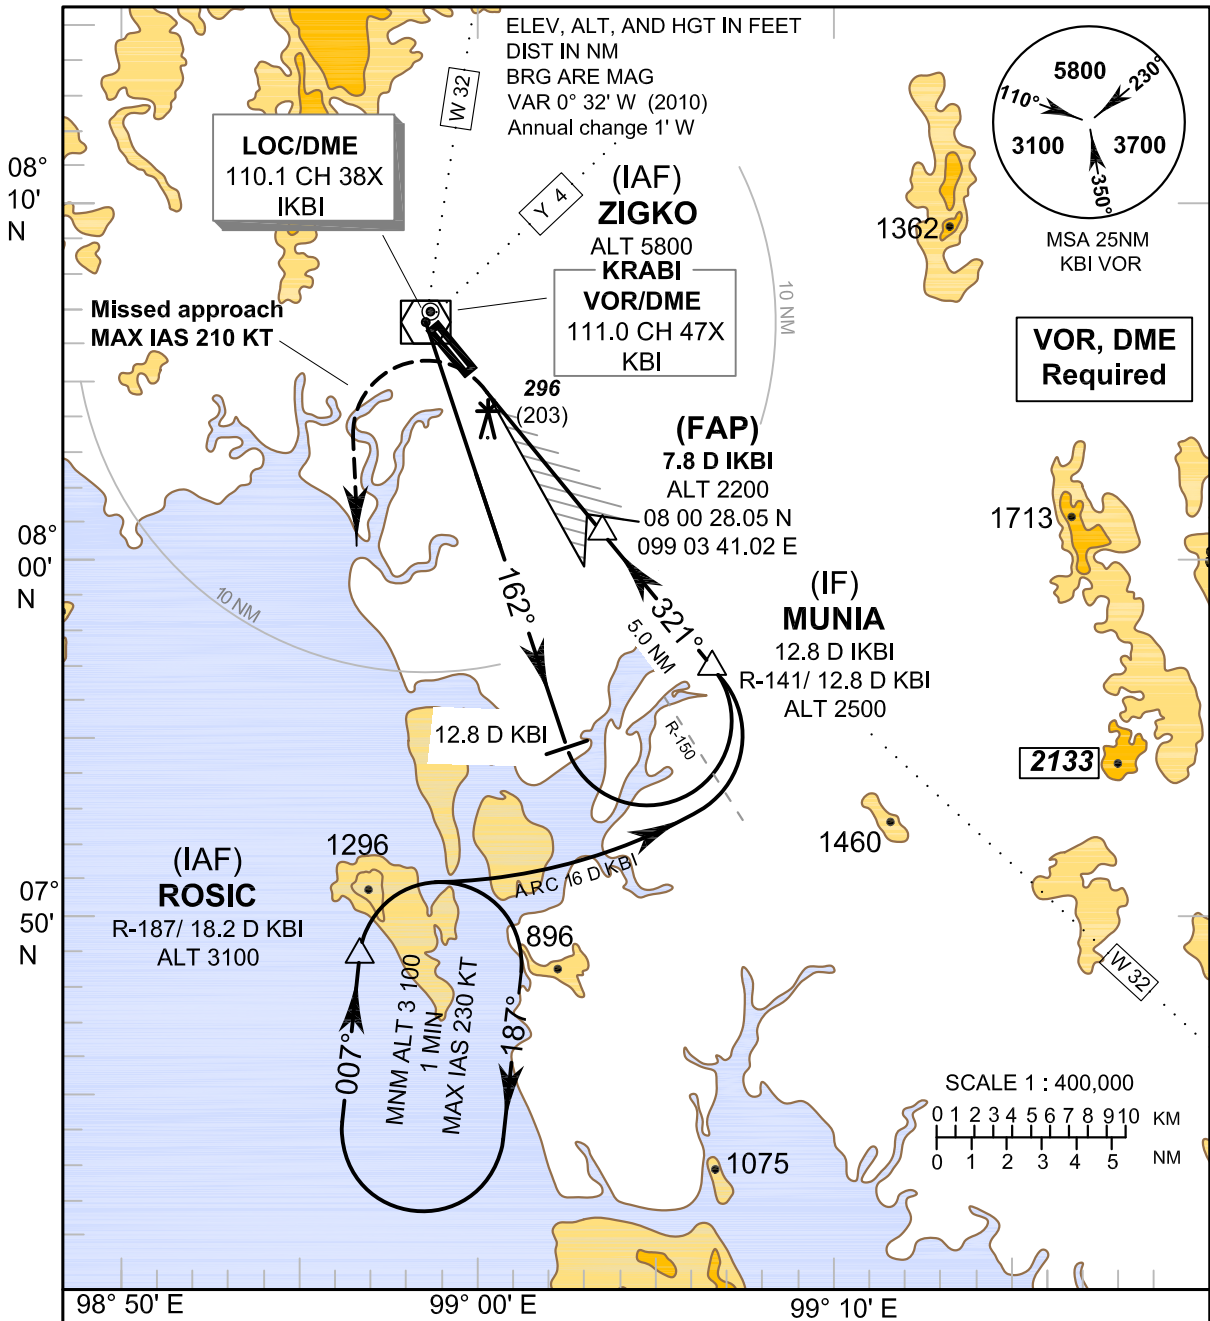 ELEV, ALT, AND HGT IN FEET
DIST IN NM
BRG ARE MAG
VAR 0° 32' W (2010)
Annual change 1' W
W 32
Y 4
5800
110°
230°
3100
3700
350°
MSA 25NM
KBI VOR
LOC/DME
110.1 CH 38X
IKBI
08°
10'
N
(IAF)
ZIGKO
ALT 5800
KRABI
VOR/DME
111.0 CH 47X
KBI
10 NM
1362
Missed approach
MAX IAS 210 KT
VOR, DME
Required
296
(203)
(FAP)
7.8 D IKBI
ALT 2200
08 00 28.05 N
099 03 41.02 E
1713
08°
00'
N
10 NM
162°
321°
5.0 NM
(IF)
MUNIA
12.8 D IKBI
R-141/ 12.8 D KBI
ALT 2500
12.8 D KBI
R-150
2133
1460
1296
ARC 16 D KBI
(IAF)
ROSIC
R-187/ 18.2 D KBI
ALT 3100
07°
50'
N
896
W 32
007°
MNM ALT 3 100
1 MIN
MAX IAS 230 KT
187°
SCALE 1 : 400,000
0 1 2 3 4 5 6 7 8 9 10 KM
0 1 2 3 4 5 NM
1075
98° 50' E
99° 00' E
99° 10' E